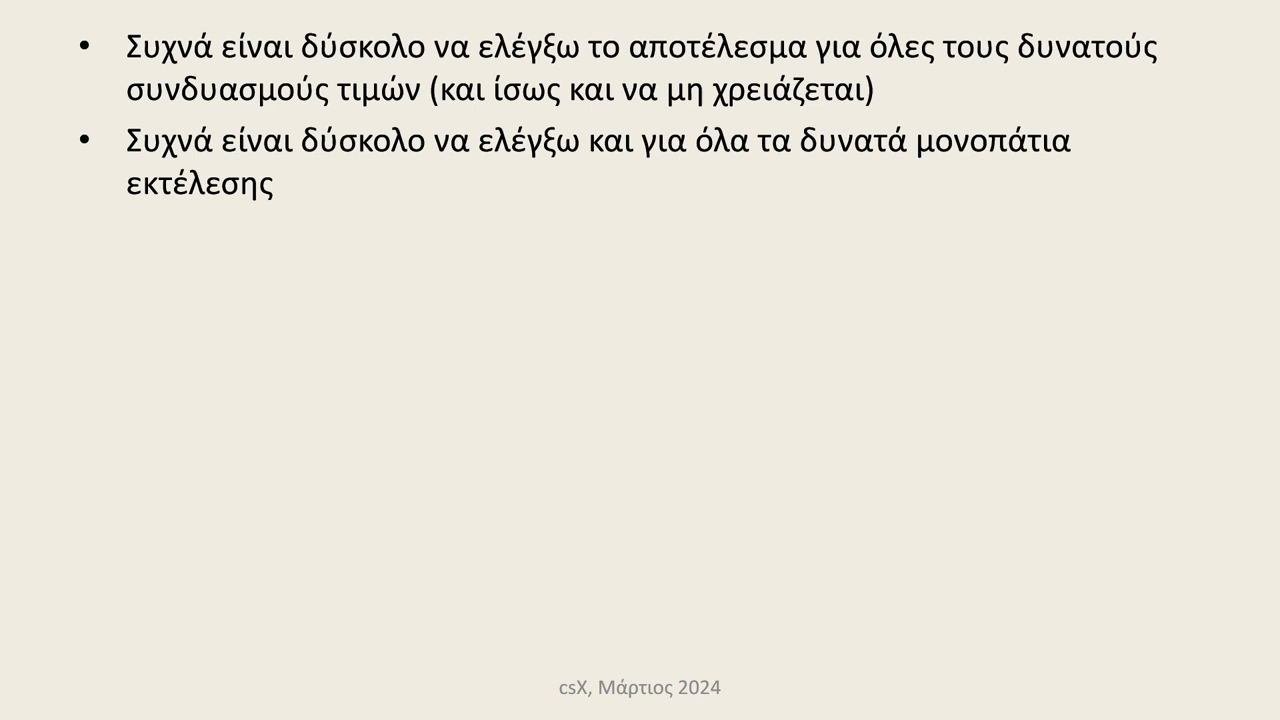 • Συχνά είναι δύσκολο να ελέγξω το αποτέλεσμα για όλες τους δυνατούς
συνδυασμούς τιμών (και ίσως και να μη χρειάζεται)
• Συχνά είναι δύσκολο να ελέγξω και για όλα τα δυνατά μονοπάτια
εκτέλεσης
csX, Μάρτιος 2024